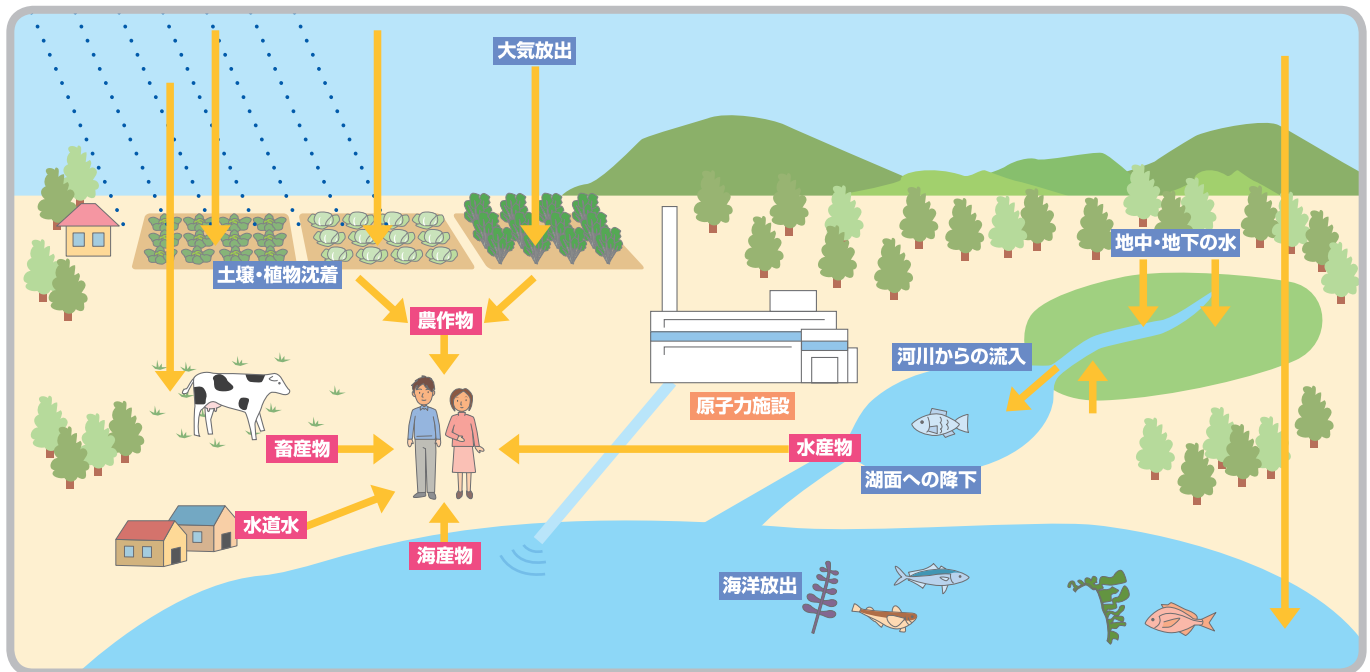 大気放出
地中・地下の水
土壌・植物沈着
農作物
河川からの流入
原子力施設
畜産物
水産物
湖面への降下
水道水
海産物
海洋放出